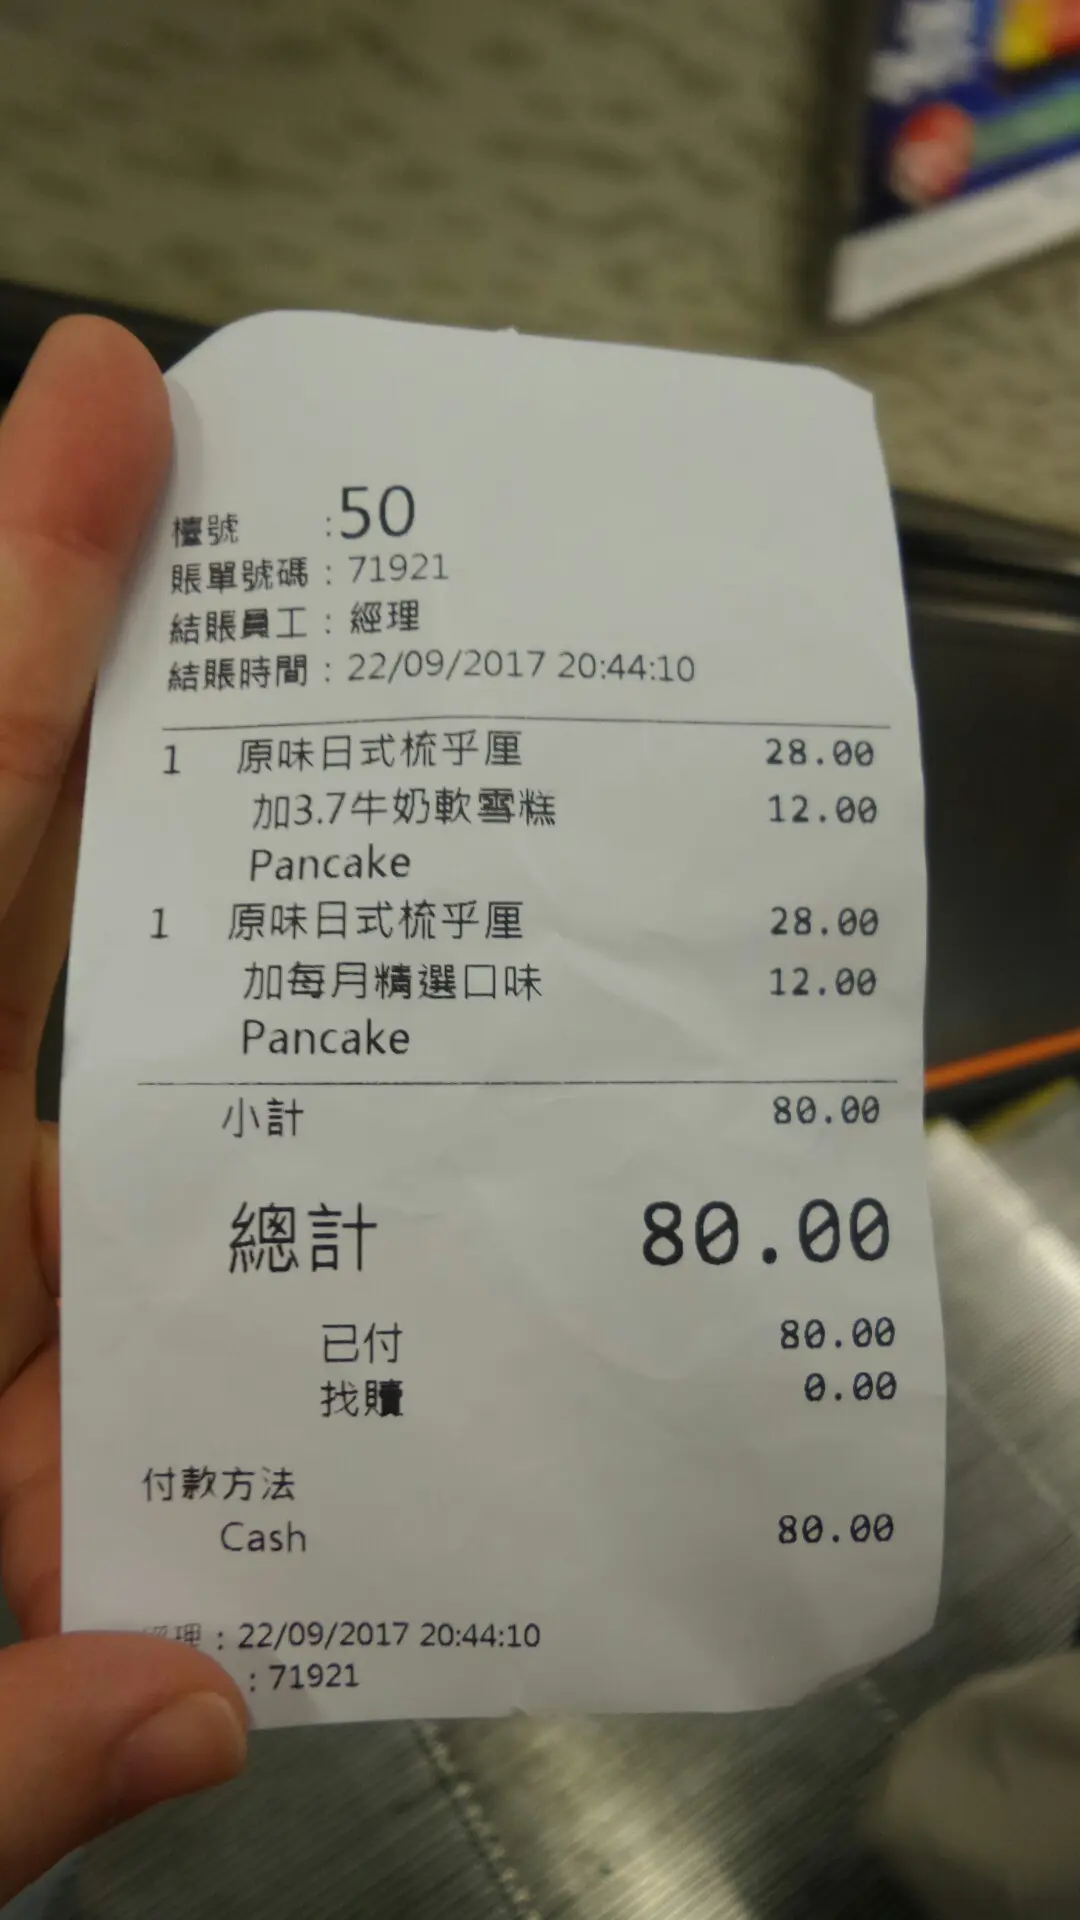 檯號 :50
賬單號碼 : 71921
結賬員工 : 經理
結賬時間 : 22/09/2017 20:44:10
1 原味日式梳乎厘 28.00
加3.7牛奶軟雪糕 12.00
Pancake
1 原味日式梳乎厘 28.00
加每月精選口味 12.00
Pancake
小計 80.00
總計 80.00
已付 80.00
找贖 0.00
付款方法
Cash 80.00
經理 : 22/09/2017 20:44:10
: 71921